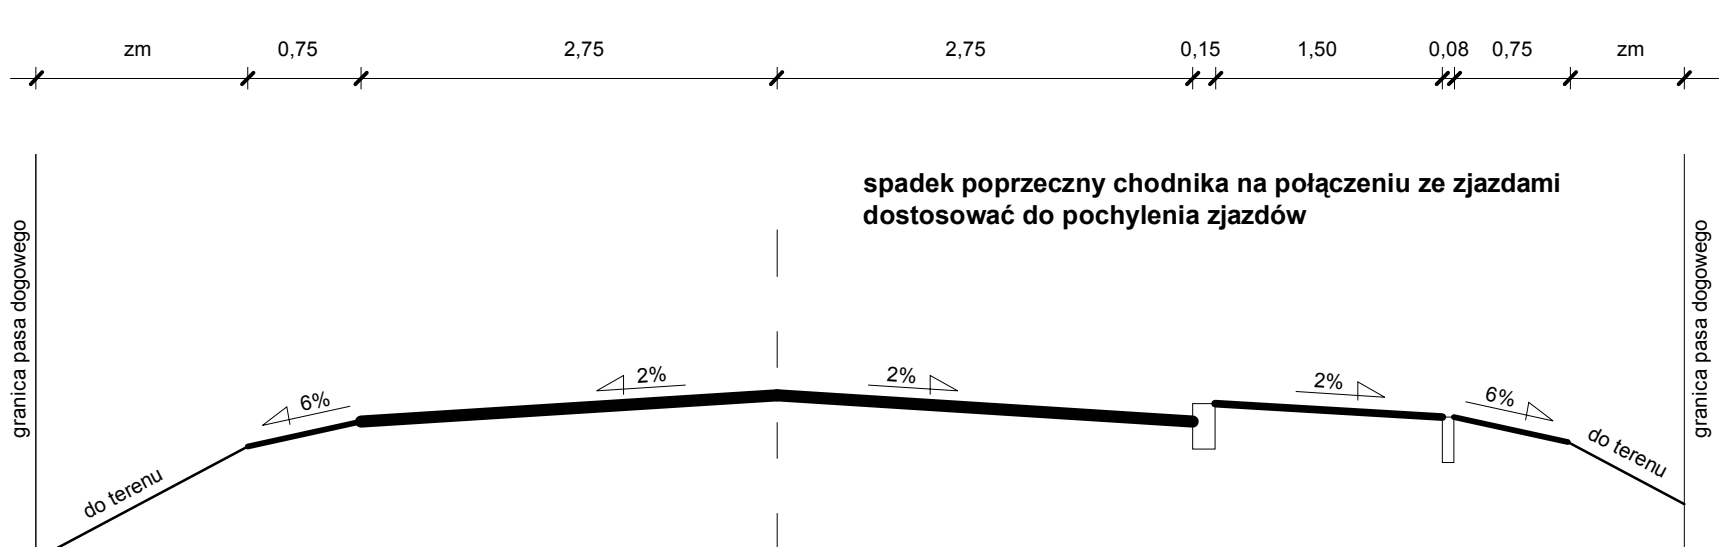 zm 0,75 2,75 2,75 0,15 1,50 0,08 0,75 zm
spadek poprzeczny chodnika na połączeniu ze zjazdami
dostosować do pochylenia zjazdów
granica pasa dogowego
granica pasa dogowego
6% 2% 2% 2% 6%
do terenu
do terenu